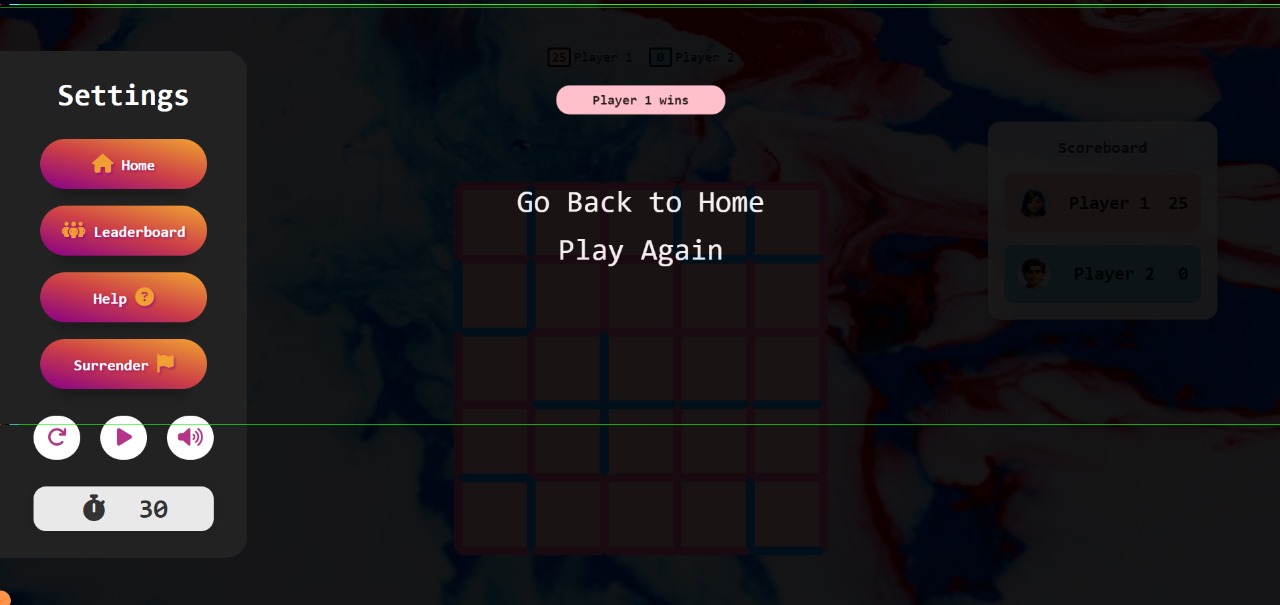 Settings
Home
Leaderboard
Help ?
Surrender
30
25 Player 1 0 Player 2
Player 1 wins
Go Back to Home
Play Again
Scoreboard
Player 1 25
Player 2 0